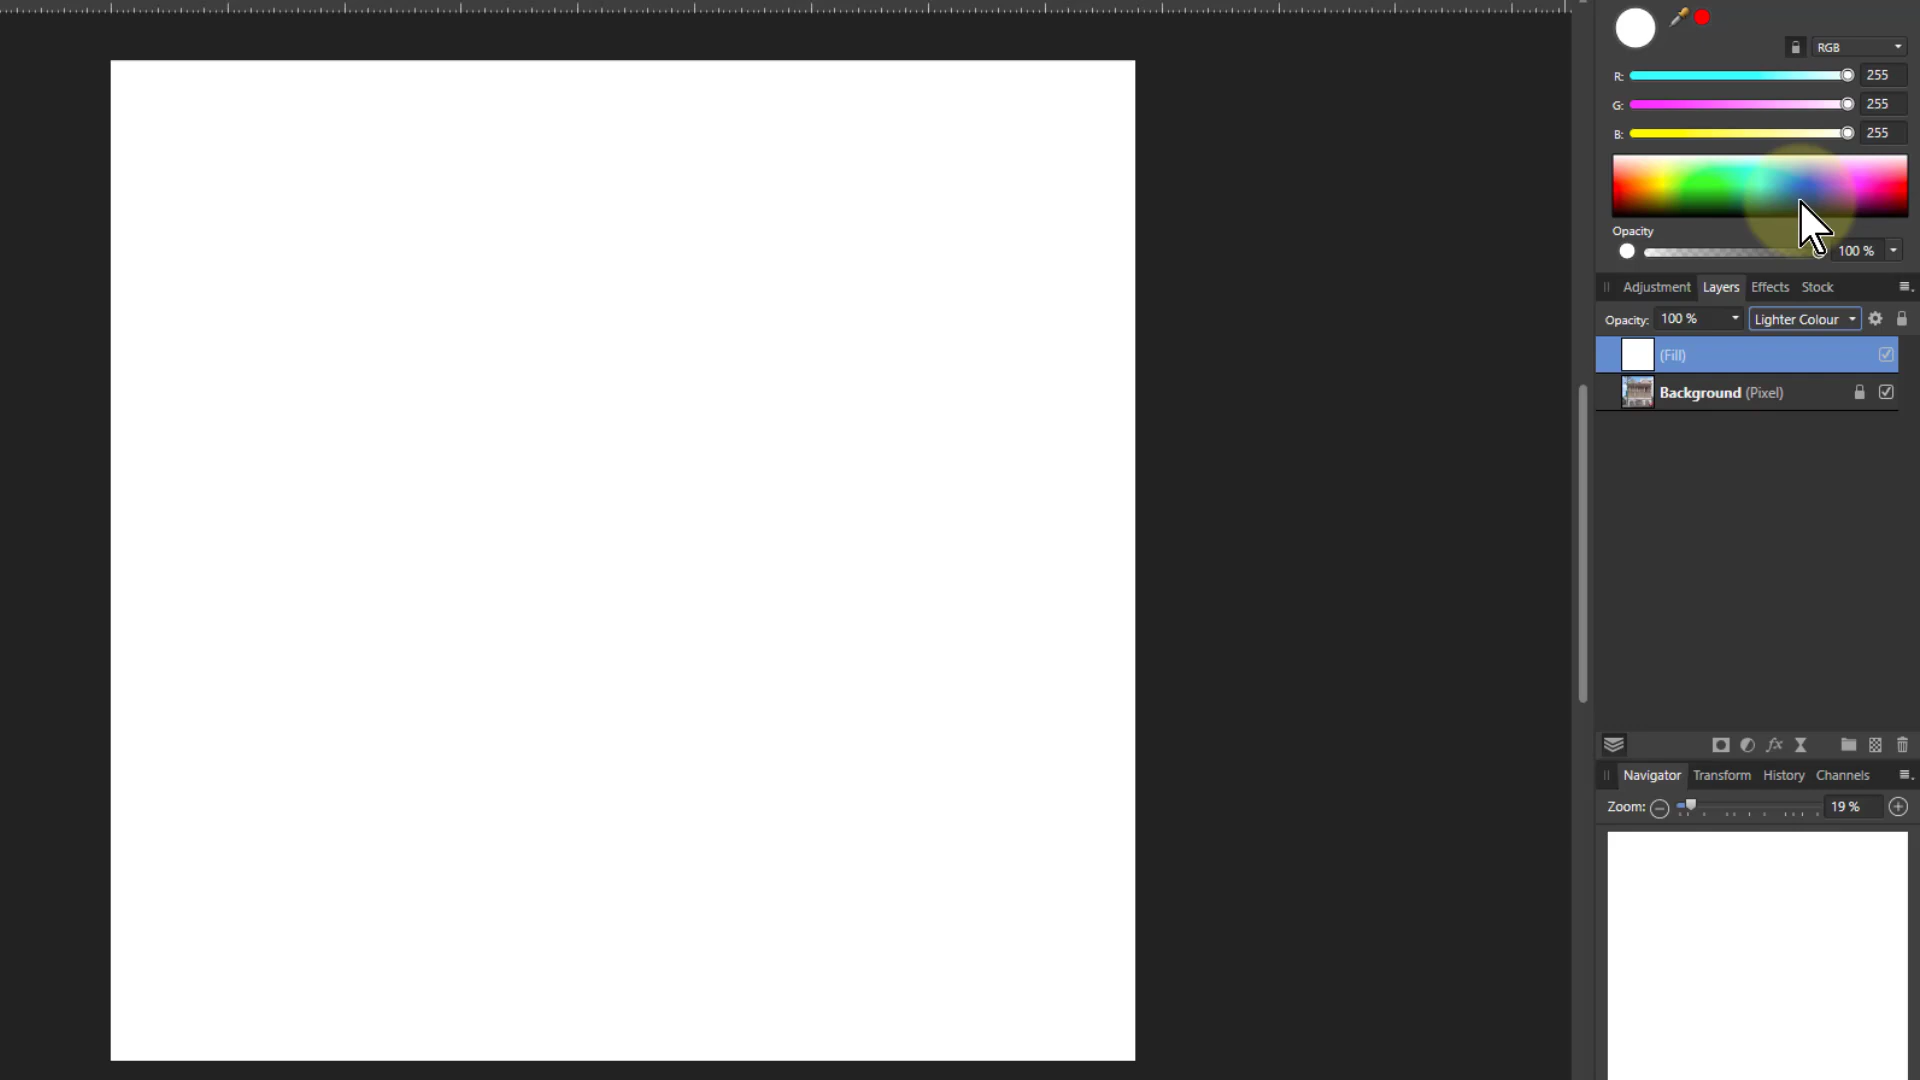 RGB
R: 255
G: 255
B: 255
Opacity
100 %
Adjustment Layers Effects Stock
Opacity: 100 % Lighter Colour
(Fill)
Background (Pixel)
fx
Navigator Transform History Channels
Zoom: 19 %